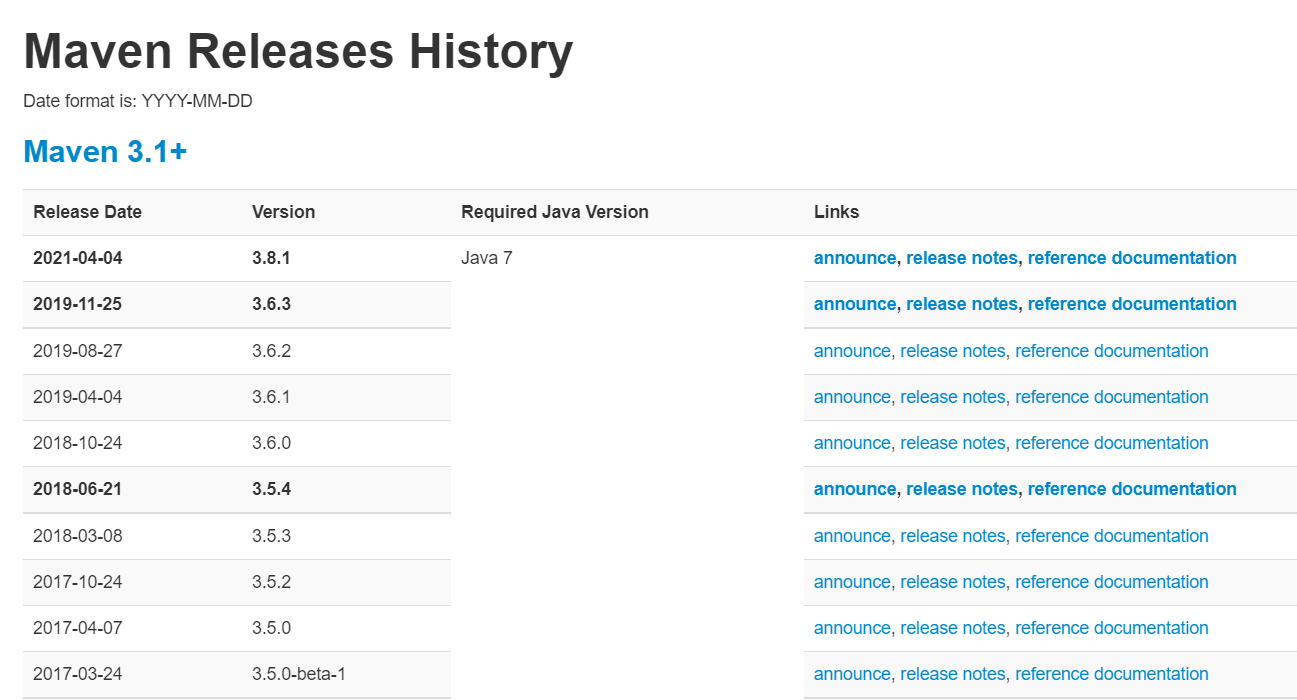 Maven Releases History
Date format is: YYYY-MM-DD
Maven 3.1+
Release Date Version Required Java Version Links
2021-04-04 3.8.1 Java 7 announce, release notes, reference documentation
2019-11-25 3.6.3 announce, release notes, reference documentation
2019-08-27 3.6.2 announce, release notes, reference documentation
2019-04-04 3.6.1 announce, release notes, reference documentation
2018-10-24 3.6.0 announce, release notes, reference documentation
2018-06-21 3.5.4 announce, release notes, reference documentation
2018-03-08 3.5.3 announce, release notes, reference documentation
2017-10-24 3.5.2 announce, release notes, reference documentation
2017-04-07 3.5.0 announce, release notes, reference documentation
2017-03-24 3.5.0-beta-1 announce, release notes, reference documentation